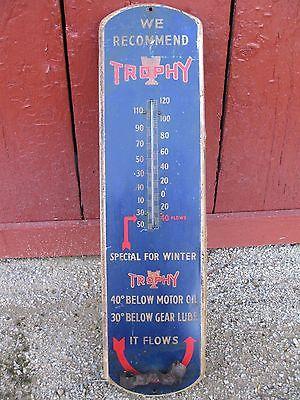 WE
RECOMMEND
TROPHY
120
110 100
90 80
70 60
50 40
30 20
10 0
10 20
30 40 FLOWS
50
SPECIAL FOR WINTER
TROPHY
40° BELOW MOTOR OIL
30° BELOW GEAR LUBE
IT FLOWS